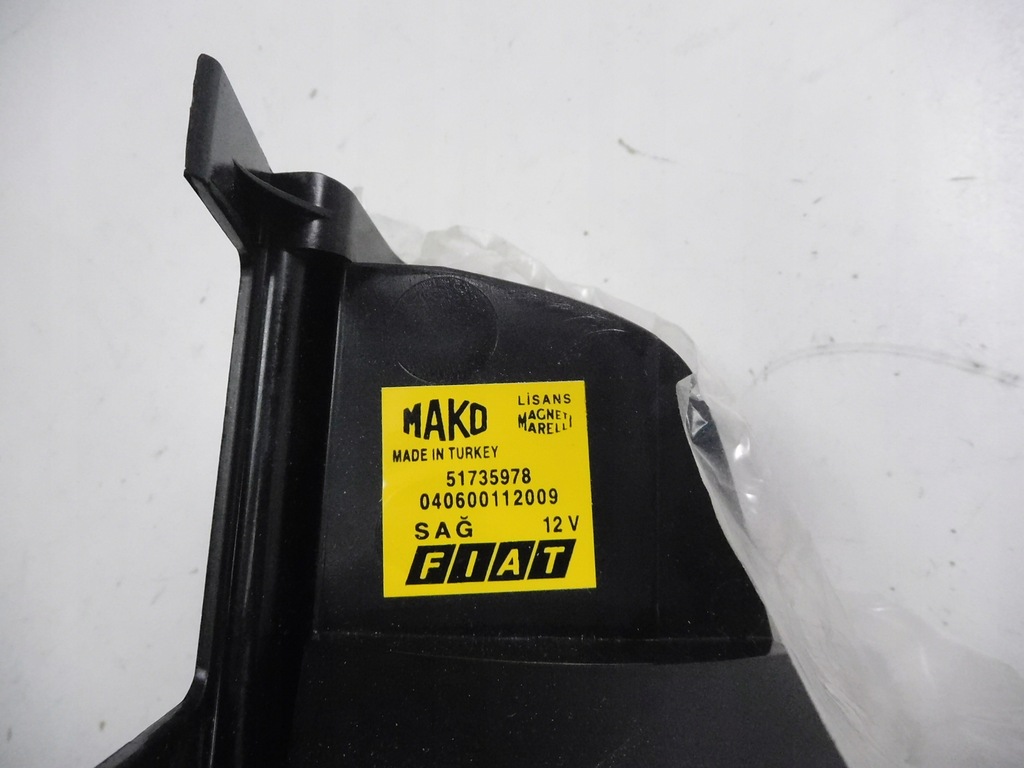 MAKO
LİSANS
MAGNETI
MARELLI
MADE IN TURKEY
51735978
040600112009
SAĞ 12 V
FIAT